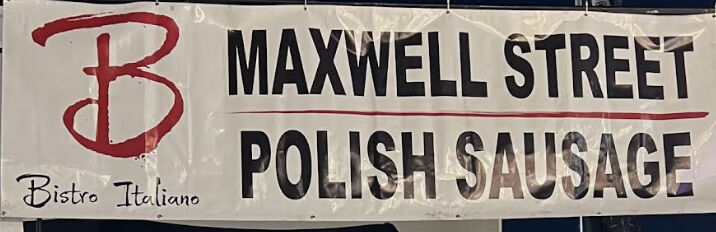 B
Bistro Italiano
MAXWELL STREET
POLISH SAUSAGE